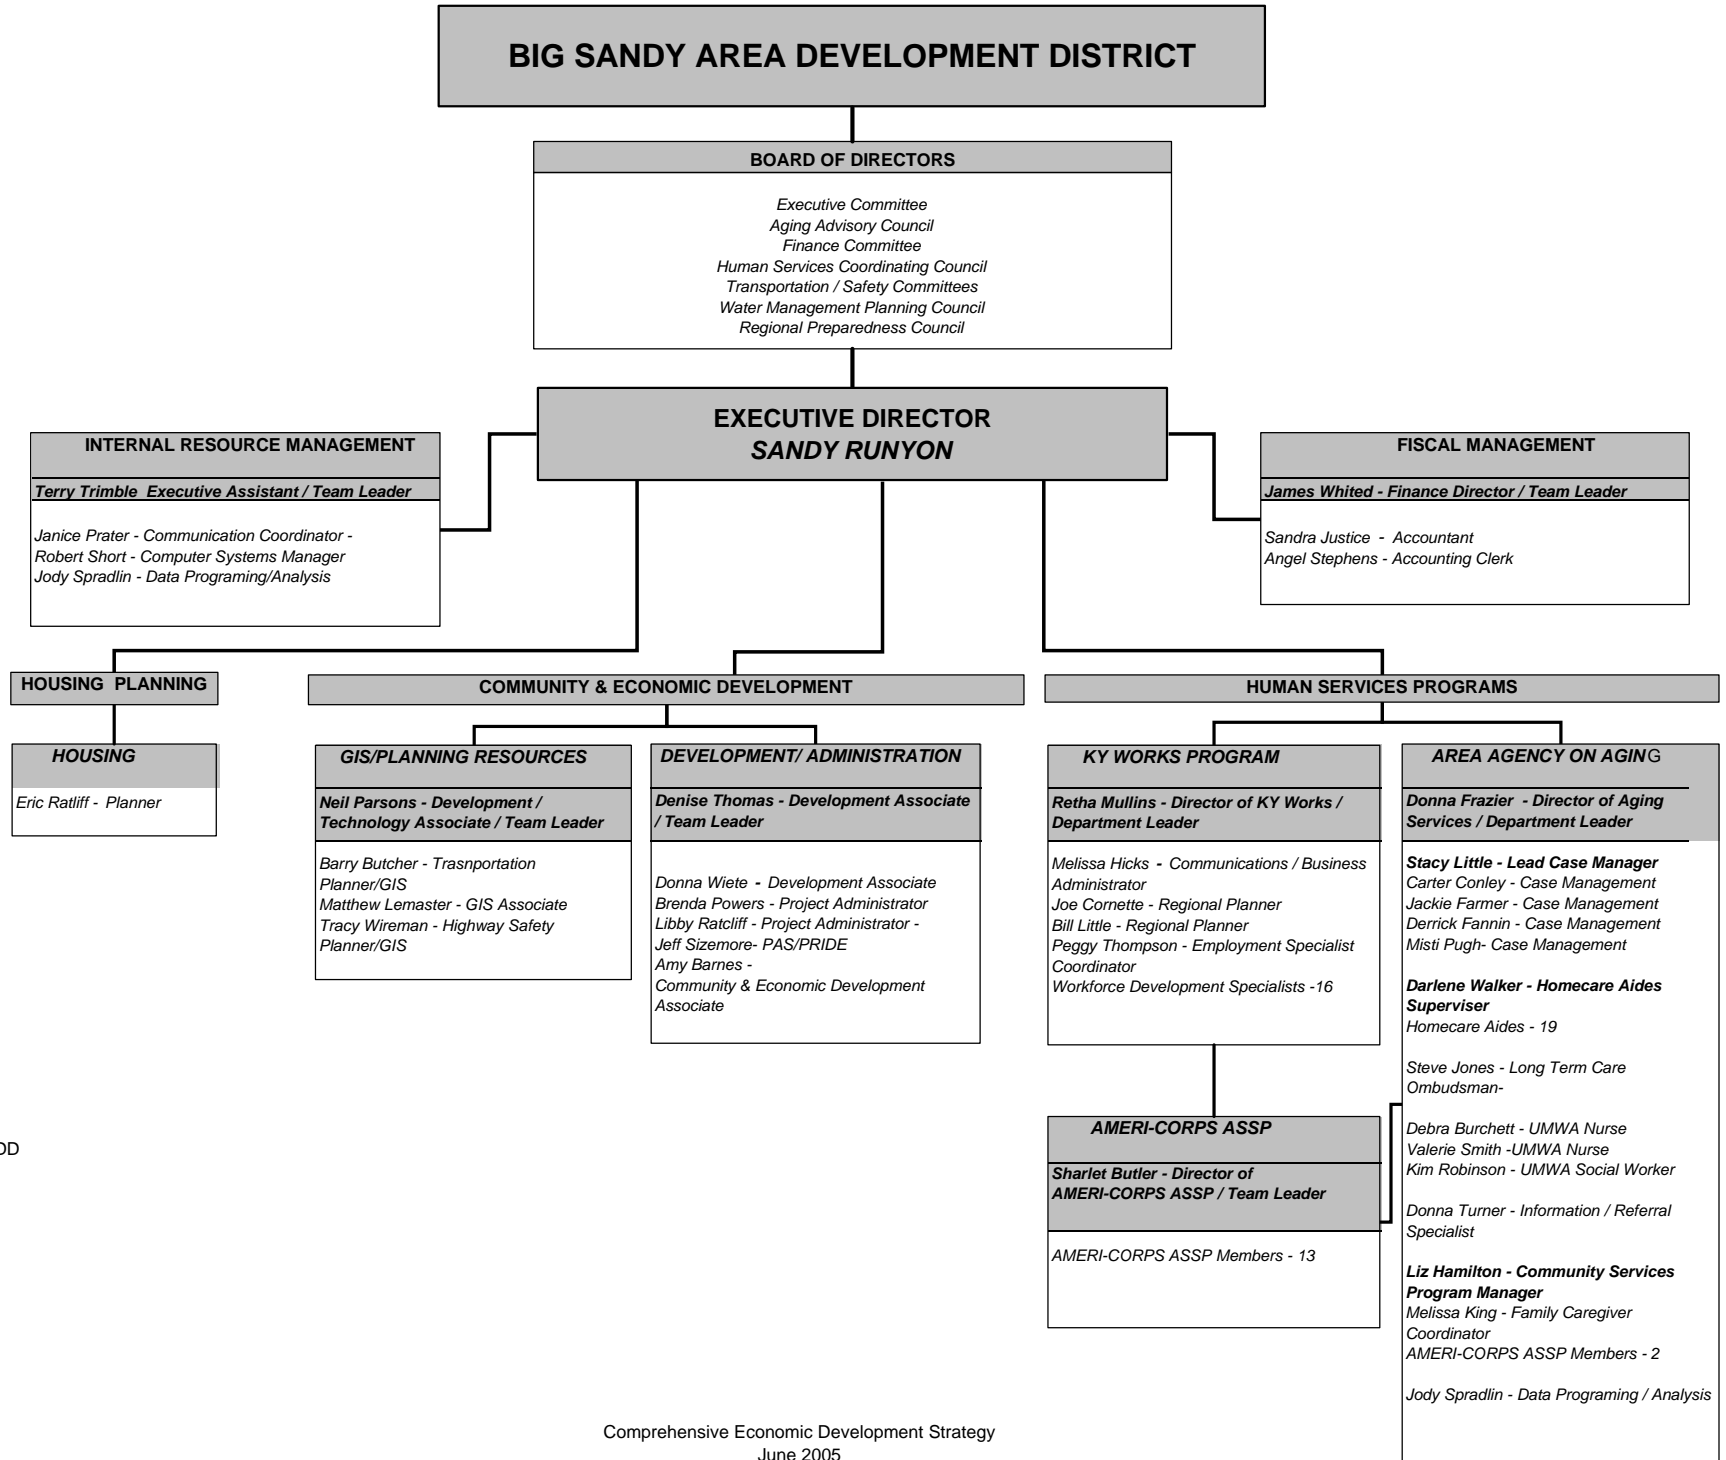 BIG SANDY AREA DEVELOPMENT DISTRICT
BOARD OF DIRECTORS
Executive Committee
Aging Advisory Council
Finance Committee
Human Services Coordinating Council
Transportation / Safety Committees
Water Management Planning Council
Regional Preparedness Council
EXECUTIVE DIRECTOR
SANDY RUNYON
INTERNAL RESOURCE MANAGEMENT
Terry Trimble  Executive Assistant / Team Leader
Janice Prater - Communication Coordinator -
Robert Short - Computer Systems Manager
Jody Spradlin - Data Programing/Analysis
FISCAL MANAGEMENT
James Whited - Finance Director / Team Leader
Sandra Justice  -  Accountant
Angel Stephens - Accounting Clerk
HOUSING  PLANNING
HOUSING
Eric Ratliff -  Planner
COMMUNITY & ECONOMIC DEVELOPMENT
GIS/PLANNING RESOURCES
Neil Parsons - Development /
Technology Associate / Team Leader
Barry Butcher - Trasnportation
Planner/GIS
Matthew Lemaster - GIS Associate
Tracy Wireman - Highway Safety
Planner/GIS
DEVELOPMENT/ ADMINISTRATION
Denise Thomas - Development Associate
/ Team Leader
Donna Wiete  -  Development Associate
Brenda Powers - Project Administrator
Libby Ratcliff - Project Administrator -
Jeff Sizemore- PAS/PRIDE
Amy Barnes -
Community & Economic Development
Associate
HUMAN SERVICES PROGRAMS
KY WORKS PROGRAM
Retha Mullins - Director of KY Works /
Department Leader
Melissa Hicks  -  Communications / Business
Administrator
Joe Cornette - Regional Planner
Bill Little - Regional Planner
Peggy Thompson - Employment Specialist
Coordinator
Workforce Development Specialists -16
AMERI-CORPS ASSP
Sharlet Butler - Director of
AMERI-CORPS ASSP / Team Leader
AMERI-CORPS ASSP Members - 13
AREA AGENCY ON AGING
Donna Frazier  - Director of Aging
Services / Department Leader
Stacy Little - Lead Case Manager
Carter Conley - Case Management
Jackie Farmer - Case Management
Derrick Fannin - Case Management
Misti Pugh- Case Management
Darlene Walker - Homecare Aides
Superviser
Homecare Aides - 19
Steve Jones - Long Term Care
Ombudsman-
Debra Burchett - UMWA Nurse
Valerie Smith -UMWA Nurse
Kim Robinson - UMWA Social Worker
Donna Turner - Information / Referral
Specialist
Liz Hamilton - Community Services
Program Manager
Melissa King - Family Caregiver
Coordinator
AMERI-CORPS ASSP Members - 2
Jody Spradlin - Data Programing / Analysis
DD
Comprehensive Economic Development Strategy
June 2005